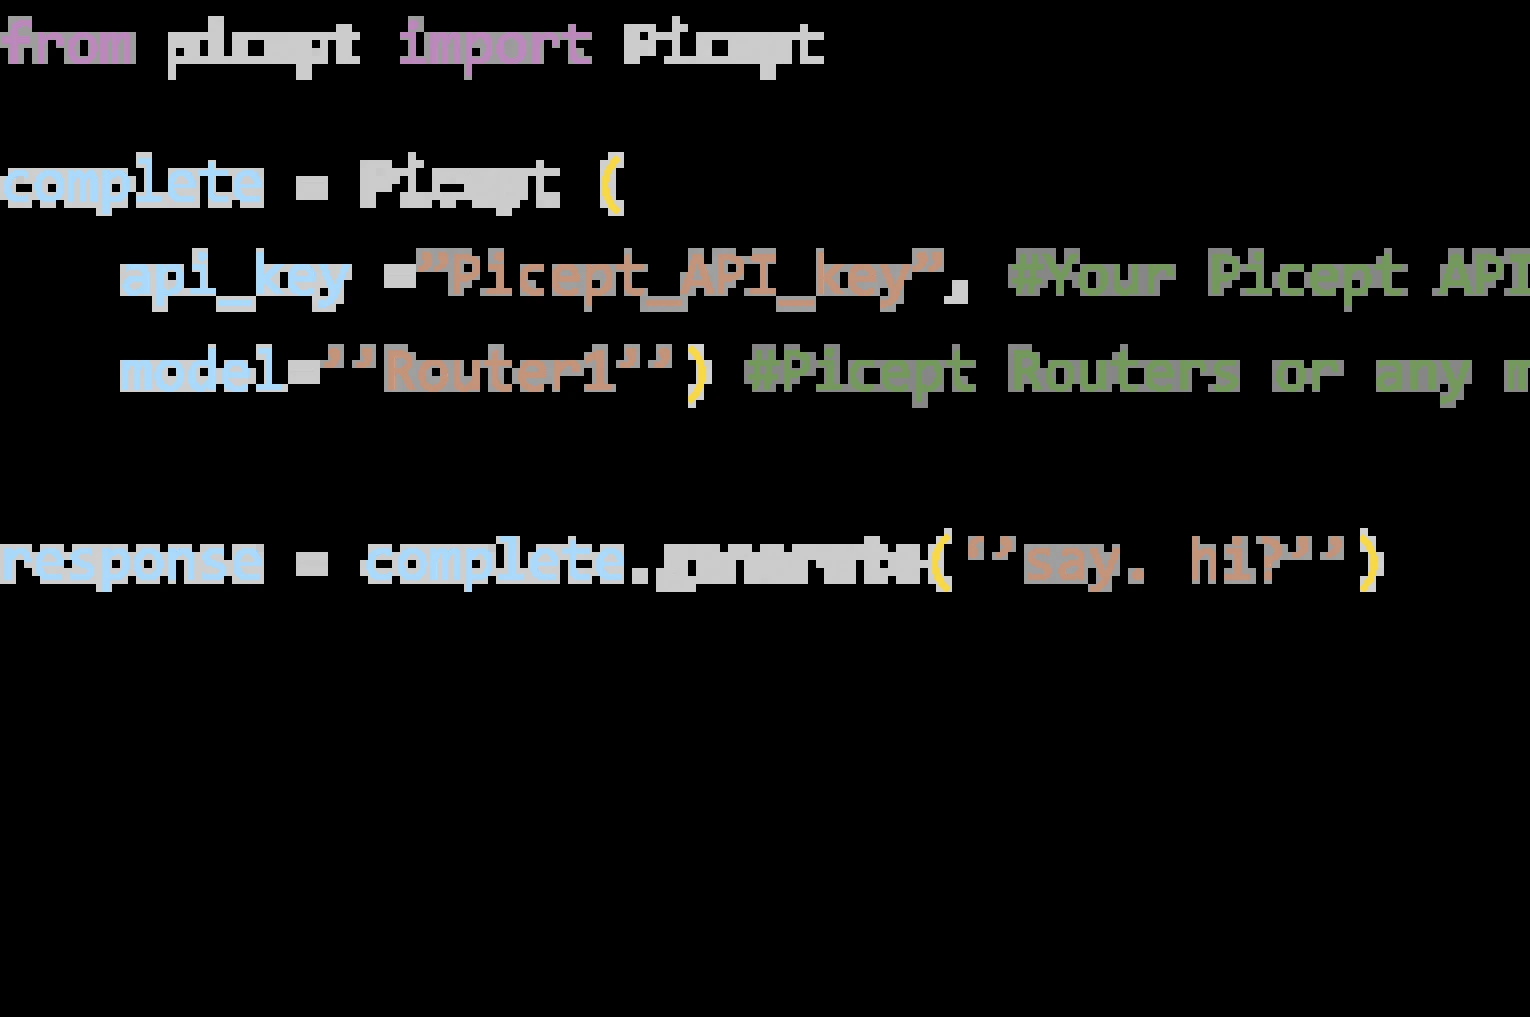 from picept import Picept
complete = Picept (
api_key =”Picept_API_key”, #Your Picept API
model=’’Router1’’) #Picept Routers or any m
response = complete.generate(‘’say. hi?’’)